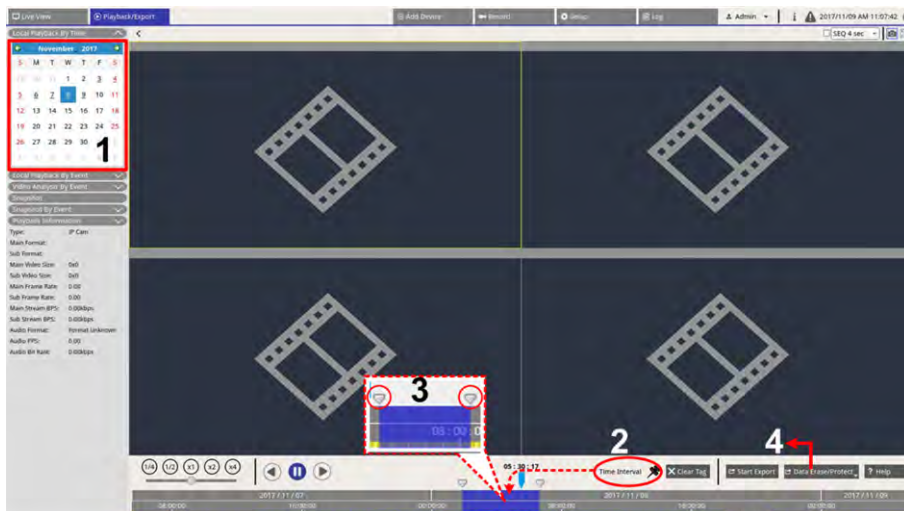 Live View
Playback/Export
Add Device
Record
Setup
Log
Admin
2017/11/09 AM 11:07:42
Local Playback By Time
SEQ 4 sec
November 2017
S M T W T F S
1 2 3 4
5 6 7 8 9 10 11
12 13 14 15 16 17 18
19 20 21 22 23 24 25
26 27 28 29 30
1
Local Playback By Event
Video Analysis By Event
Snapshot
Snapshot By Event
Playback Information
Type: IP Cam
Main Format:
Sub Format:
Main Video Size: 0x0
Sub Video Size: 0x0
Main Frame Rate: 0.00
Sub Frame Rate: 0.00
Main Stream BPS: 0.00kbps
Sub Stream BPS: 0.00kbps
Audio Format: Format Unknown
Audio FPS: 0.00
Audio Bit Rate: 0.00kbps
3
05 : 00 : 0
2
4
1/4 1/2 x1 x2 x4
05 : 30 : 17
Time Interval
Clear Tag
Start Export
Data Erase/Protect
? Help
2017/11/07
2017/11/08
2017/11/09